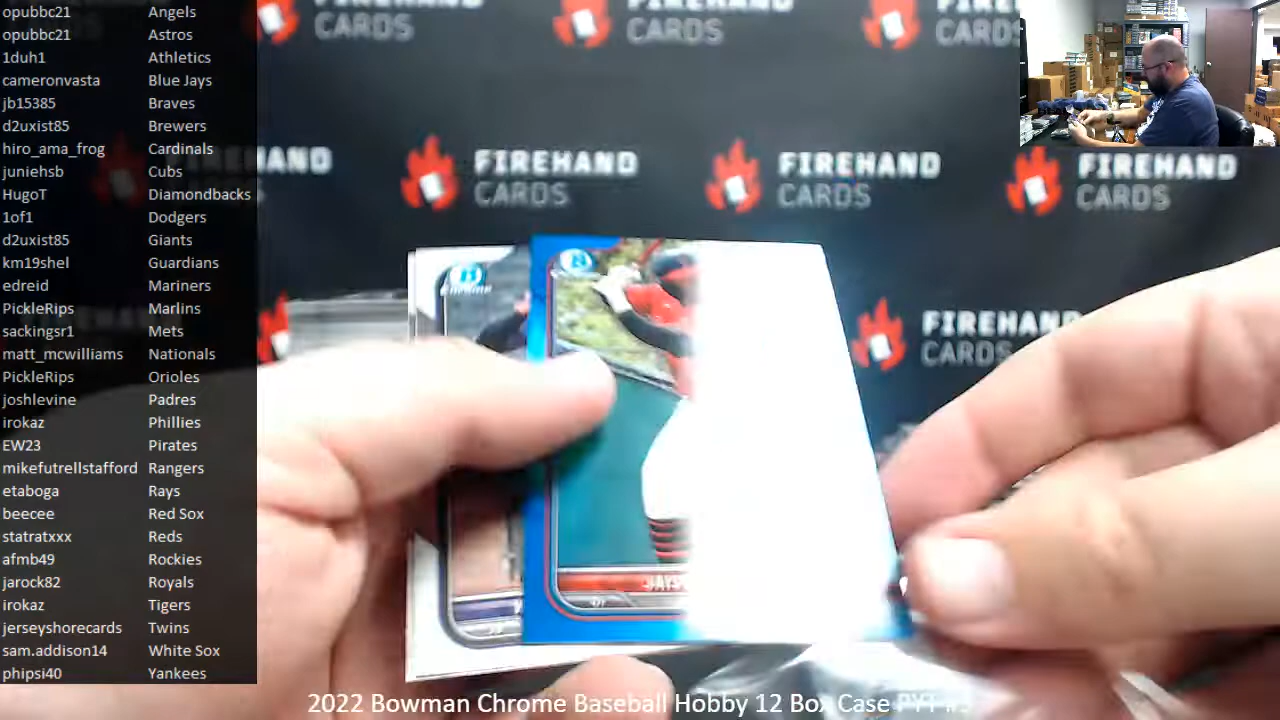 opubbc21 Angels
opubbc21 Astros
1duh1 Athletics
cameronvasta Blue Jays
jb15385 Braves
d2uxist85 Brewers
hiro_ama_frog Cardinals
juniehsb Cubs
HugoT Diamondbacks
1of1 Dodgers
d2uxist85 Giants
km19shel Guardians
edreid Mariners
PickleRips Marlins
sackingsr1 Mets
matt_mcwilliams Nationals
PickleRips Orioles
joshlevine Padres
irokaz Phillies
EW23 Pirates
mikefutrellstafford Rangers
etaboga Rays
beecee Red Sox
statratxxx Reds
afmb49 Rockies
jarock82 Royals
irokaz Tigers
jerseyshorecards Twins
sam.addison14 White Sox
phipsi40 Yankees
CARDS
CARDS
CARDS
FIREHAND
CARDS
FIREHAND
CARDS
FIREHAND
CARDS
FIREHAND
CARDS
2022 Bowman Chrome Baseball Hobby 12 Box Case PYT #3